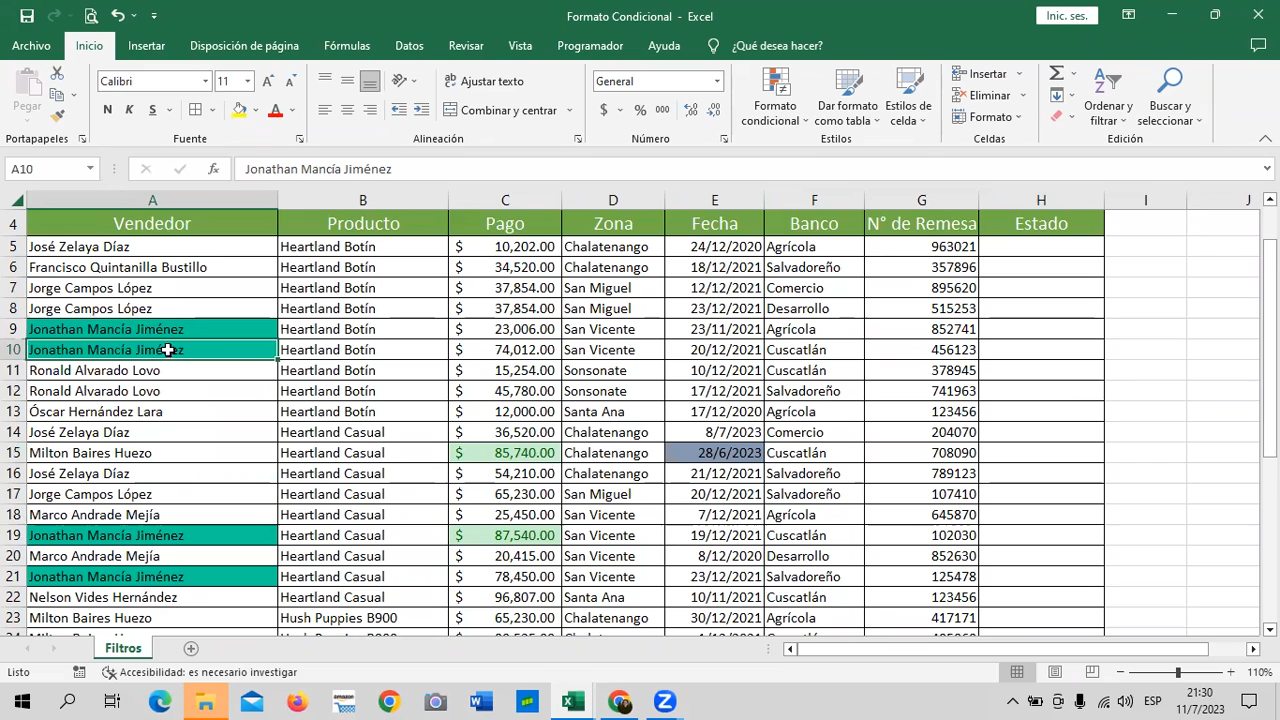 Formato Condicional - Excel
Inic. ses.
Archivo Inicio Insertar Disposición de página Fórmulas Datos Revisar Vista Programador Ayuda ¿Qué desea hacer?
Pegar
Portapapeles
Calibri 11
N K S
Fuente
Ajustar texto
Combinar y centrar
Alineación
General
$ % 000
Número
Formato condicional
Dar formato como tabla
Estilos de celda
Estilos
Insertar
Eliminar
Formato
Celdas
Ordenar y filtrar
Buscar y seleccionar
Edición
A10 fx Jonathan Mancía Jiménez
A B C D E F G H I J
4 Vendedor Producto Pago Zona Fecha Banco N° de Remesa Estado
5 José Zelaya Díaz Heartland Botín $ 10,202.00 Chalatenango 24/12/2020 Agrícola 963021
6 Francisco Quintanilla Bustillo Heartland Botín $ 34,520.00 Chalatenango 18/12/2021 Salvadoreño 357896
7 Jorge Campos López Heartland Botín $ 37,854.00 San Miguel 12/12/2021 Comercio 895620
8 Jorge Campos López Heartland Botín $ 37,854.00 San Miguel 23/12/2021 Desarrollo 515253
9 Jonathan Mancía Jiménez Heartland Botín $ 23,006.00 San Vicente 23/11/2021 Agrícola 852741
10 Jonathan Mancía Jiménez Heartland Botín $ 74,012.00 San Vicente 20/12/2021 Cuscatlán 456123
11 Ronald Alvarado Lovo Heartland Botín $ 15,254.00 Sonsonate 10/12/2021 Cuscatlán 378945
12 Ronald Alvarado Lovo Heartland Botín $ 45,780.00 Sonsonate 17/12/2021 Salvadoreño 741963
13 Óscar Hernández Lara Heartland Botín $ 12,000.00 Santa Ana 17/12/2020 Agrícola 123456
14 José Zelaya Díaz Heartland Casual $ 36,520.00 Chalatenango 8/7/2023 Comercio 204070
15 Milton Baires Huezo Heartland Casual $ 85,740.00 Chalatenango 28/6/2023 Cuscatlán 708090
16 José Zelaya Díaz Heartland Casual $ 54,210.00 Chalatenango 21/12/2021 Salvadoreño 789123
17 Jorge Campos López Heartland Casual $ 65,230.00 San Miguel 20/12/2021 Salvadoreño 107410
18 Marco Andrade Mejía Heartland Casual $ 25,450.00 San Vicente 7/12/2021 Agrícola 645870
19 Jonathan Mancía Jiménez Heartland Casual $ 87,540.00 San Vicente 19/12/2021 Cuscatlán 102030
20 Marco Andrade Mejía Heartland Casual $ 20,415.00 San Vicente 8/12/2020 Desarrollo 852630
21 Jonathan Mancía Jiménez Heartland Casual $ 78,450.00 San Vicente 23/12/2021 Salvadoreño 125478
22 Nelson Vides Hernández Heartland Casual $ 96,807.00 Santa Ana 10/11/2021 Cuscatlán 123456
23 Milton Baires Huezo Hush Puppies B900 $ 65,230.00 Chalatenango 30/12/2021 Agrícola 417171
Filtros
Listo Accesibilidad: es necesario investigar 110%
ESP 21:30
11/7/2023